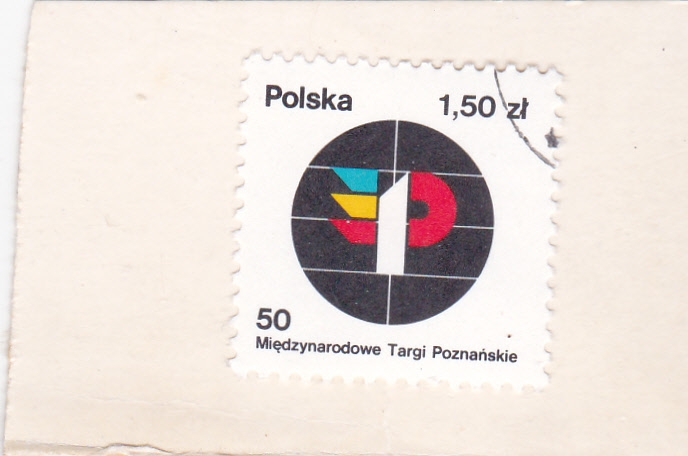 Polska 1,50 zł
50
Międzynarodowe Targi Poznańskie